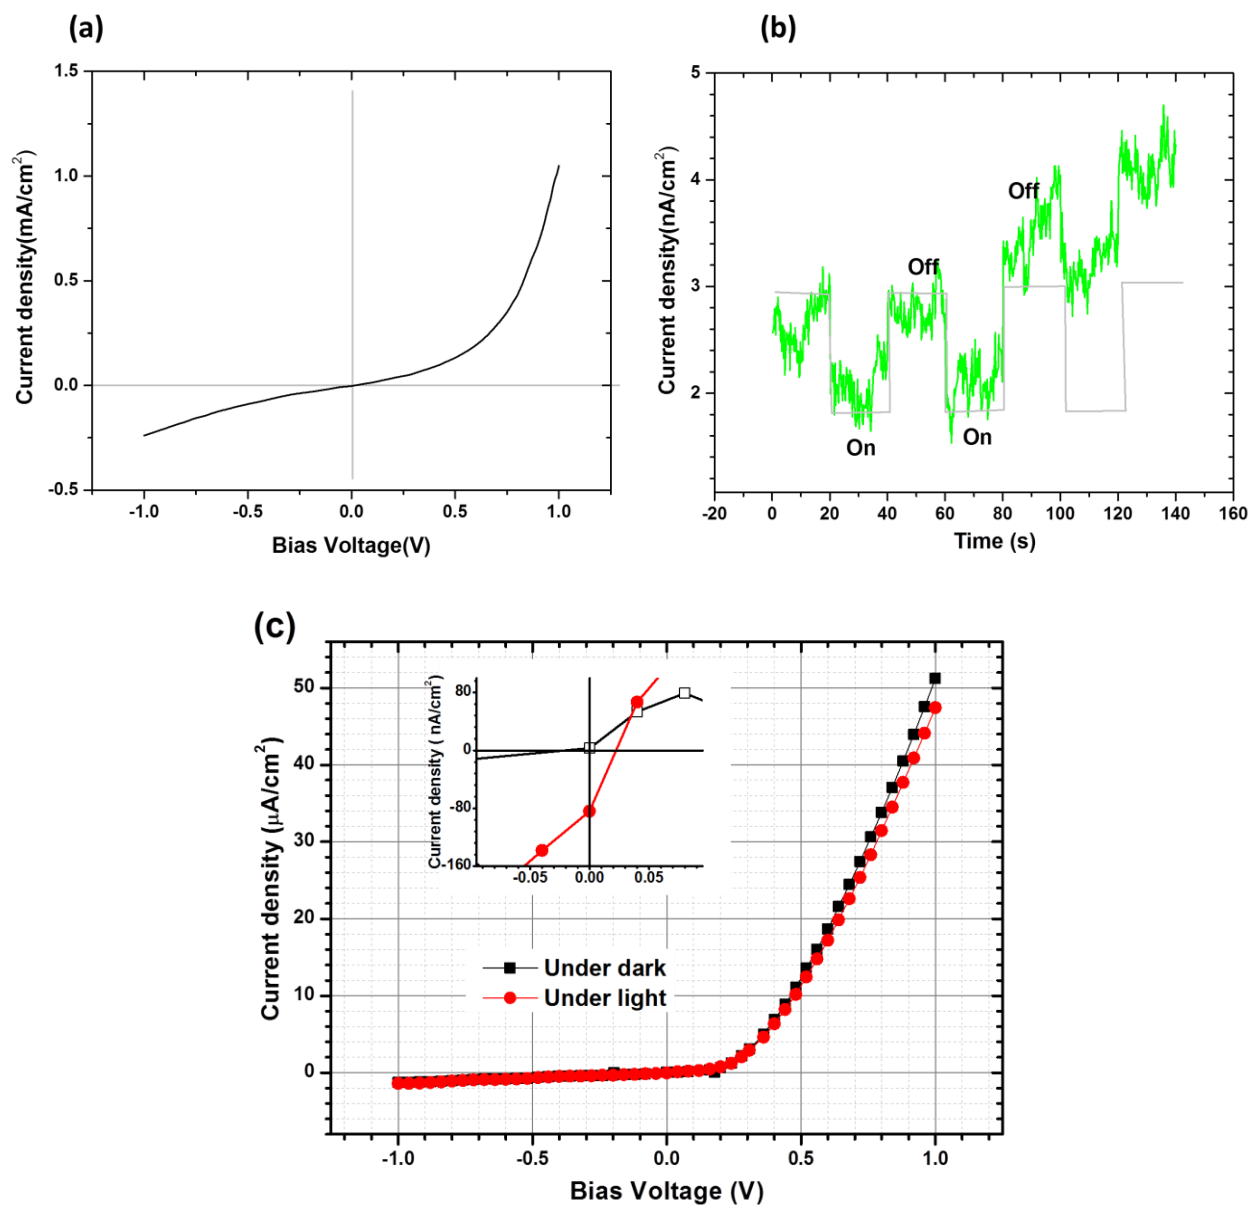 (a)
Current density(mA/cm²)
1.5
1.0
0.5
0.0
-0.5
-1.0
-0.5
0.0
0.5
1.0
Bias Voltage(V)
(b)
Current density(nA/cm²)
5
4
3
2
Off
Off
On
On
-20
0
20
40
60
80
100
120
140
160
Time (s)
(c)
Current density (μA/cm²)
50
40
30
20
10
0
Current density ( nA/cm²)
80
0
-80
-160
-0.05
0.00
0.05
Under dark
Under light
-1.0
-0.5
0.0
0.5
1.0
Bias Voltage (V)